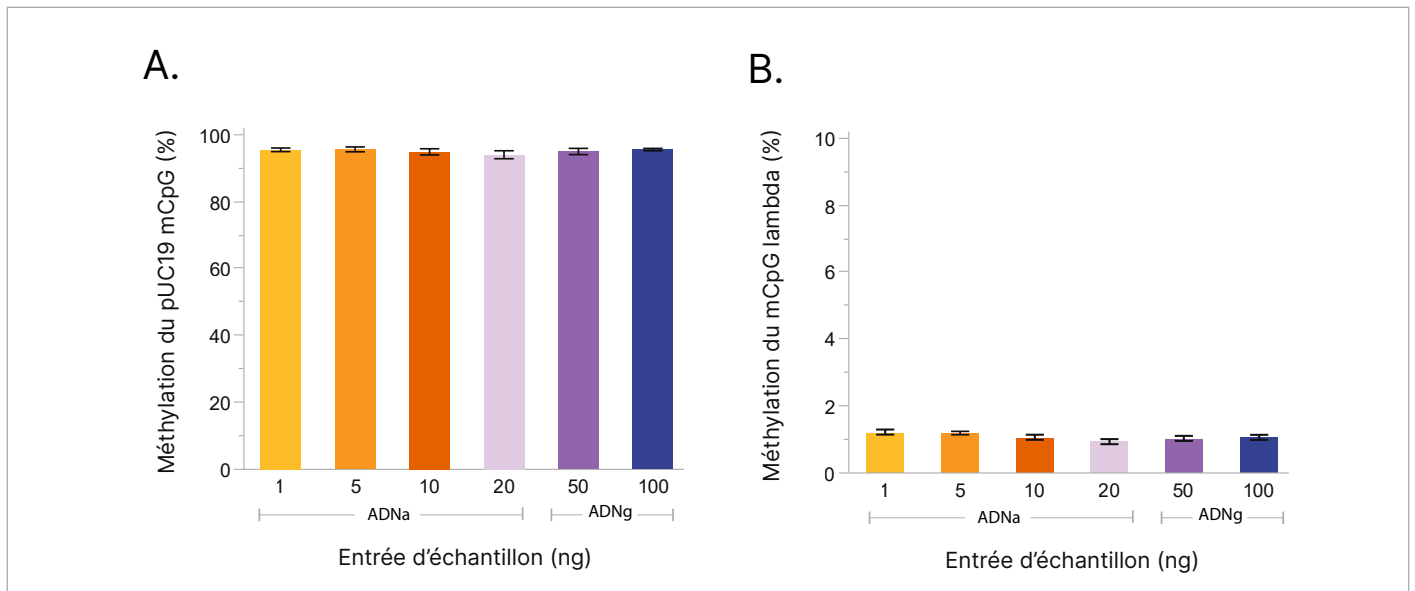 A.
Méthylation du pUC19 mCpG (%)
100
80
60
40
20
0
1 5 10 20 50 100
ADNa ADNg
Entrée d’échantillon (ng)
B.
Méthylation du mCpG lambda (%)
10
8
6
4
2
0
1 5 10 20 50 100
ADNa ADNg
Entrée d’échantillon (ng)